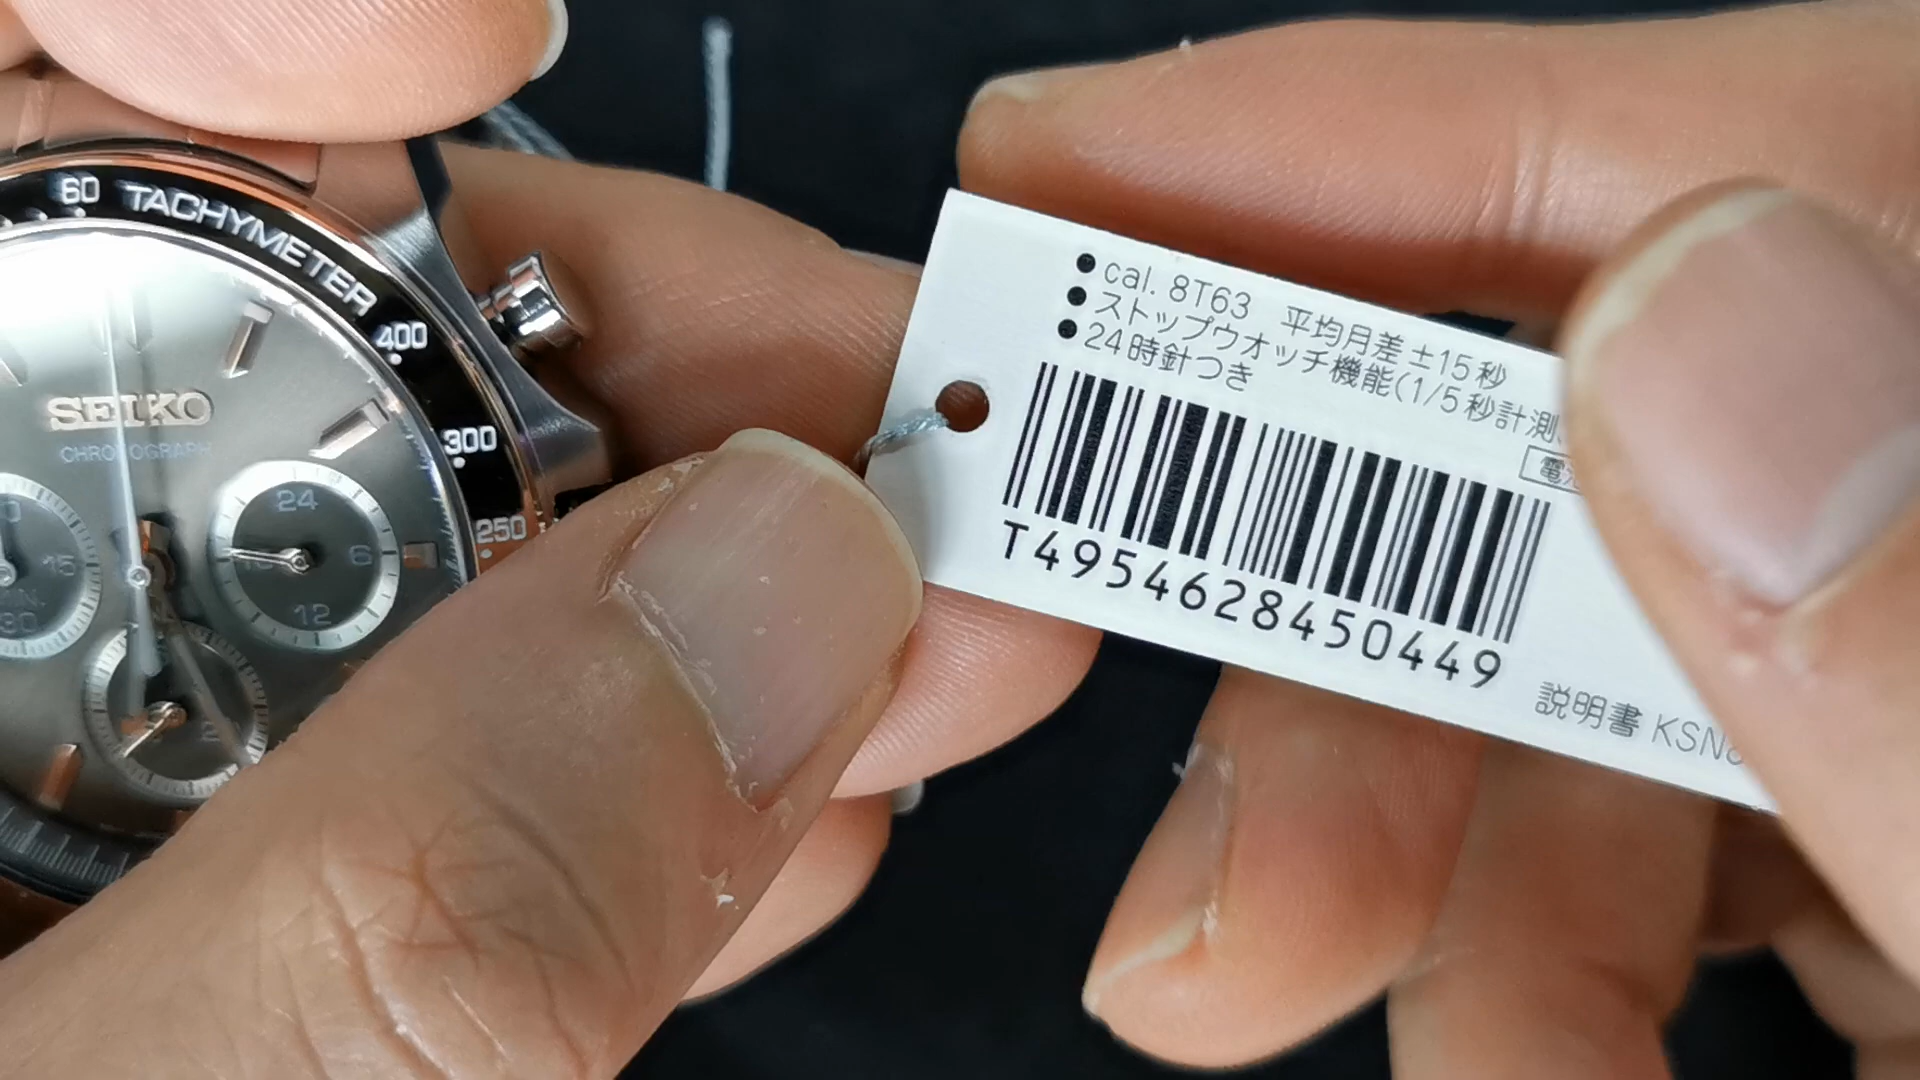 60 TACHYMETER 400 300 250
SEIKO
CHRONOGRAPH
24
6
12
15
30
● cal. 8T63 平均月差±15秒
● ストップウオッチ機能(1/5秒計測
● 24時針つき
T4954628450449
説明書 KSN